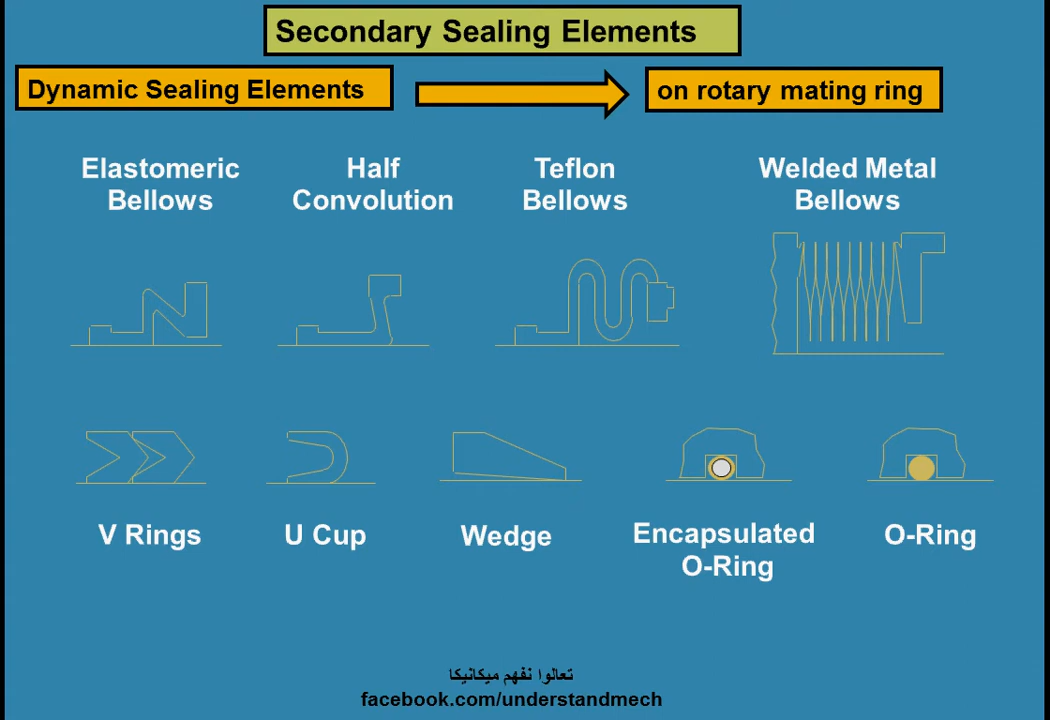 Secondary Sealing Elements
Dynamic Sealing Elements
on rotary mating ring
Elastomeric
Bellows
Half
Convolution
Teflon
Bellows
Welded Metal
Bellows
V Rings
U Cup
Wedge
Encapsulated
O-Ring
O-Ring
تعالوا نفهم ميكانيكا
facebook.com/understandmech